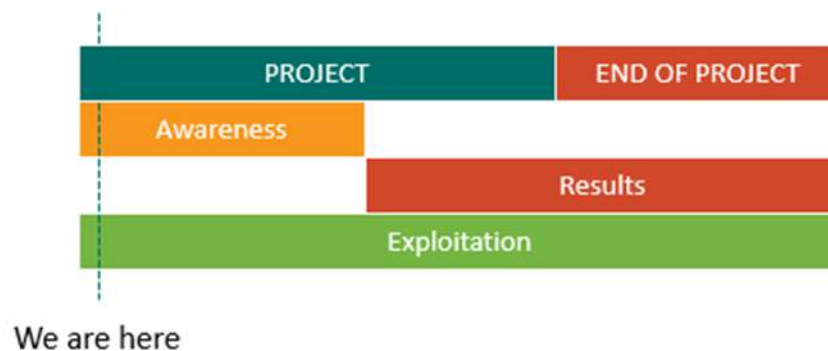 PROJECT
END OF PROJECT
Awareness
Results
Exploitation
We are here